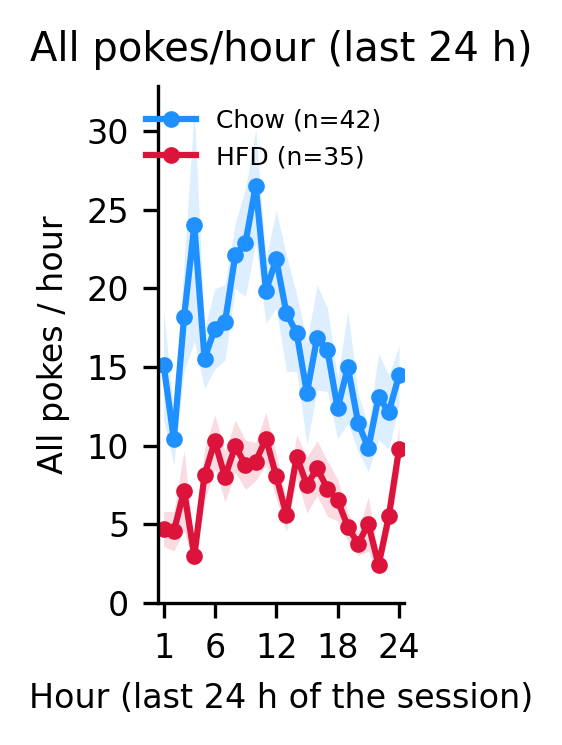 All pokes/hour (last 24 h)
Chow (n=42)
HFD (n=35)
All pokes / hour
30
25
20
15
10
5
0
1 6 12 18 24
Hour (last 24 h of the session)